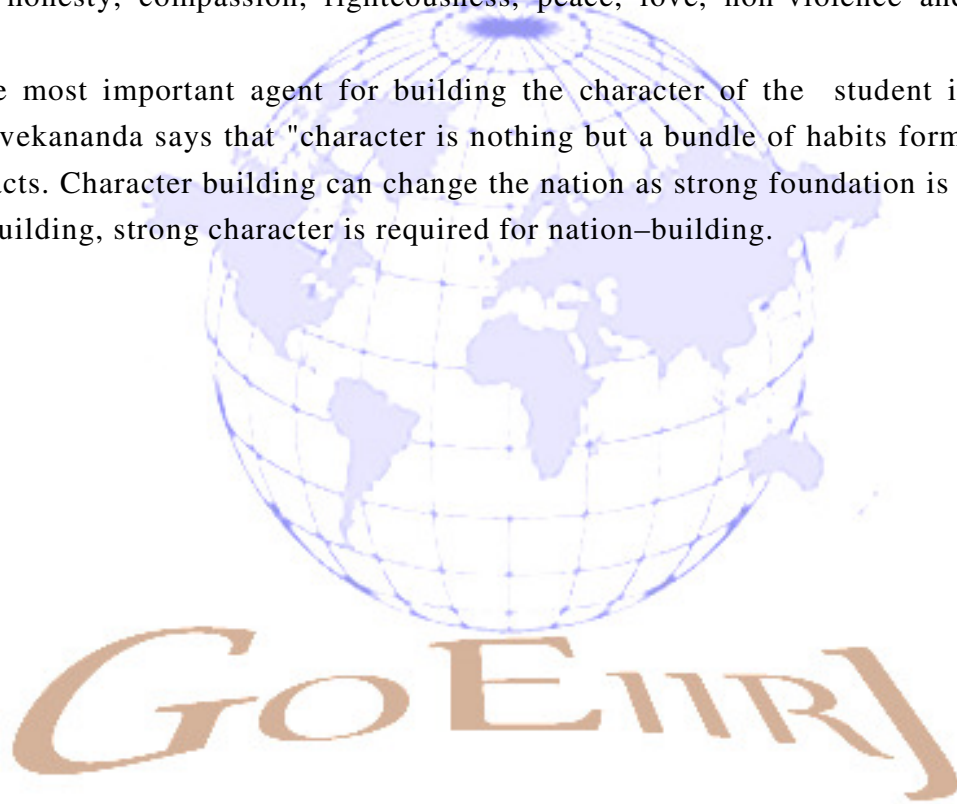 honesty, compassion, righteousness, peace, love, non-violence and
e most important agent for building the character of the student i
vekananda says that "character is nothing but a bundle of habits form
acts. Character building can change the nation as strong foundation is
uilding, strong character is required for nation–building.
GOEIIRJ